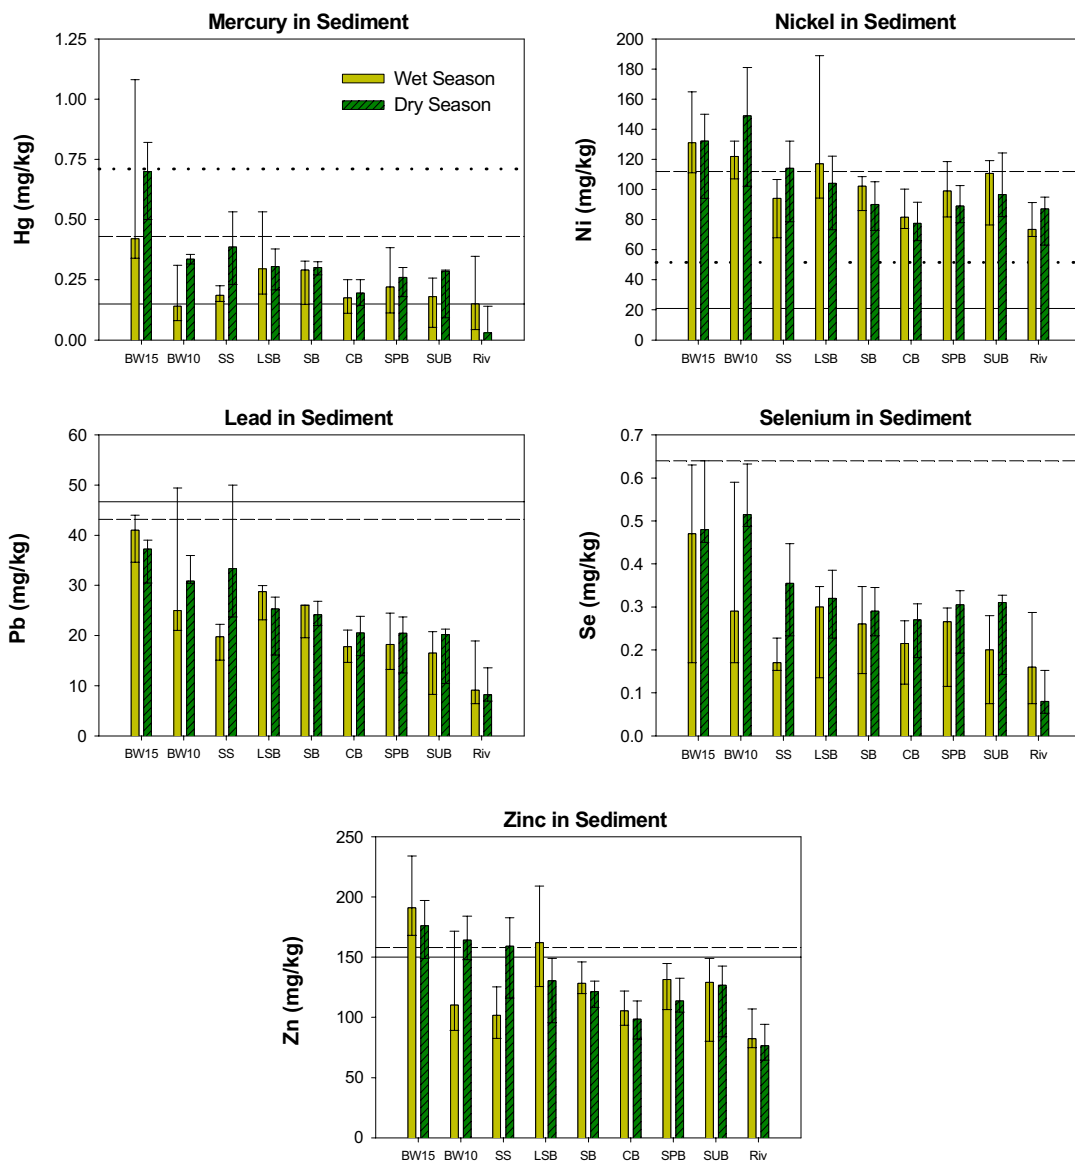 Mercury in Sediment
Hg (mg/kg)
1.25
1.00
0.75
0.50
0.25
0.00
Wet Season
Dry Season
BW15 BW10 SS LSB SB CB SPB SUB Riv
Nickel in Sediment
Ni (mg/kg)
200
180
160
140
120
100
80
60
40
20
0
BW15 BW10 SS LSB SB CB SPB SUB Riv
Lead in Sediment
Pb (mg/kg)
60
50
40
30
20
10
0
BW15 BW10 SS LSB SB CB SPB SUB Riv
Selenium in Sediment
Se (mg/kg)
0.7
0.6
0.5
0.4
0.3
0.2
0.1
0.0
BW15 BW10 SS LSB SB CB SPB SUB Riv
Zinc in Sediment
Zn (mg/kg)
250
200
150
100
50
0
BW15 BW10 SS LSB SB CB SPB SUB Riv